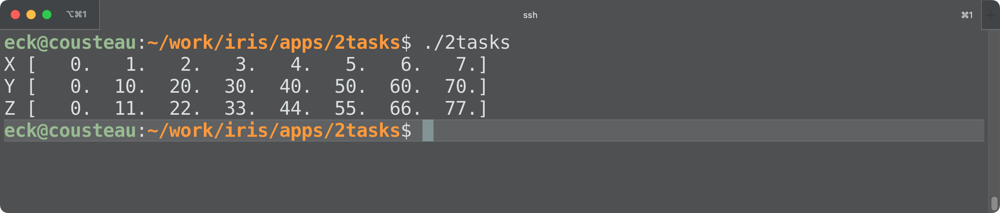 ⌥⌘1 ssh ⌘1 +
eck@cousteau:~/work/iris/apps/2tasks$ ./2tasks
X [   0.   1.   2.   3.   4.   5.   6.   7.]
Y [   0.  10.  20.  30.  40.  50.  60.  70.]
Z [   0.  11.  22.  33.  44.  55.  66.  77.]
eck@cousteau:~/work/iris/apps/2tasks$